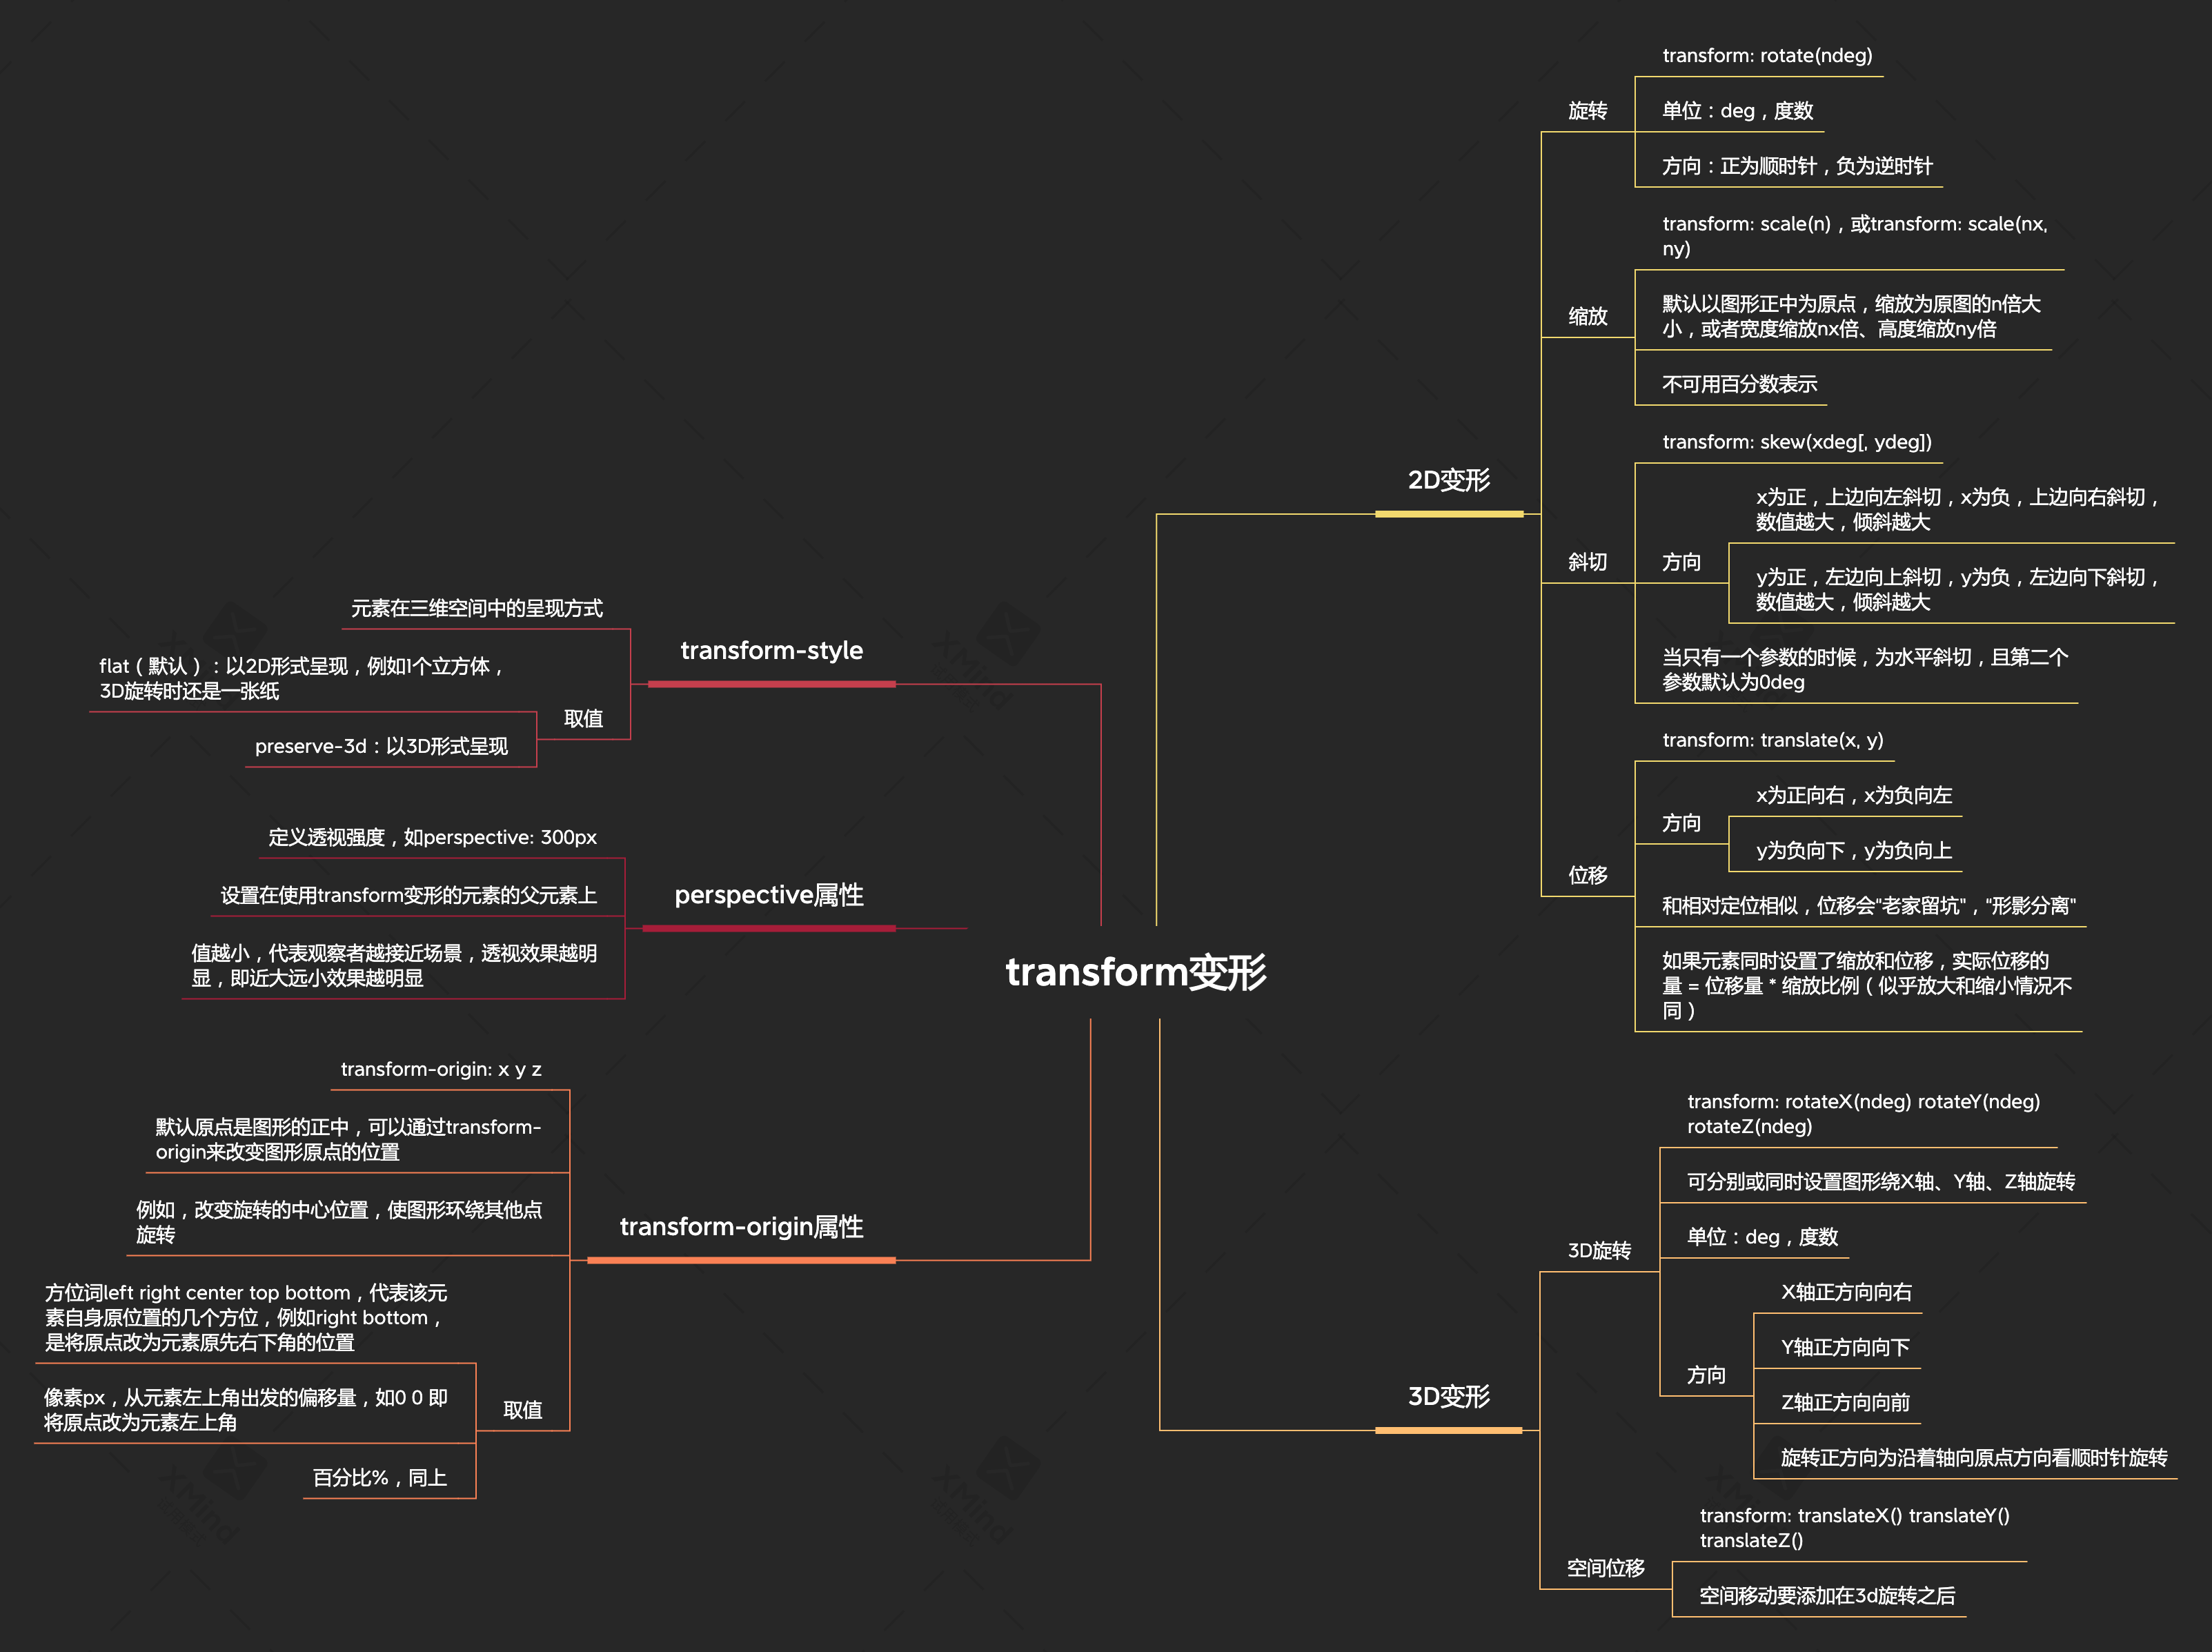 transform变形
2D变形
旋转
transform: rotate(ndeg)
单位：deg，度数
方向：正为顺时针，负为逆时针
缩放
transform: scale(n)，或transform: scale(nx,
ny)
默认以图形正中为原点，缩放为原图的n倍大
小，或者宽度缩放nx倍、高度缩放ny倍
不可用百分数表示
斜切
transform: skew(xdeg[, ydeg])
方向
x为正，上边向左斜切，x为负，上边向右斜切，
数值越大，倾斜越大
y为正，左边向上斜切，y为负，左边向下斜切，
数值越大，倾斜越大
当只有一个参数的时候，为水平斜切，且第二个
参数默认为0deg
位移
transform: translate(x, y)
方向
x为正向右，x为负向左
y为负向下，y为负向上
和相对定位相似，位移会“老家留坑”，“形影分离”
如果元素同时设置了缩放和位移，实际位移的
量 = 位移量 * 缩放比例（似乎放大和缩小情况不
同）
3D变形
3D旋转
transform: rotateX(ndeg) rotateY(ndeg)
rotateZ(ndeg)
可分别或同时设置图形绕X轴、Y轴、Z轴旋转
单位：deg，度数
方向
X轴正方向向右
Y轴正方向向下
Z轴正方向向前
旋转正方向为沿着轴向原点方向看顺时针旋转
空间位移
transform: translateX() translateY()
translateZ()
空间移动要添加在3d旋转之后
transform-style
元素在三维空间中的呈现方式
取值
flat（默认）：以2D形式呈现，例如1个立方体，
3D旋转时还是一张纸
preserve-3d：以3D形式呈现
perspective属性
定义透视强度，如perspective: 300px
设置在使用transform变形的元素的父元素上
值越小，代表观察者越接近场景，透视效果越明
显，即近大远小效果越明显
transform-origin属性
transform-origin: x y z
默认原点是图形的正中，可以通过transform-
origin来改变图形原点的位置
例如，改变旋转的中心位置，使图形环绕其他点
旋转
取值
方位词left right center top bottom，代表该元
素自身原位置的几个方位，例如right bottom，
是将原点改为元素原先右下角的位置
像素px，从元素左上角出发的偏移量，如0 0 即
将原点改为元素左上角
百分比%，同上
XMind
XMind
XMind
XMind